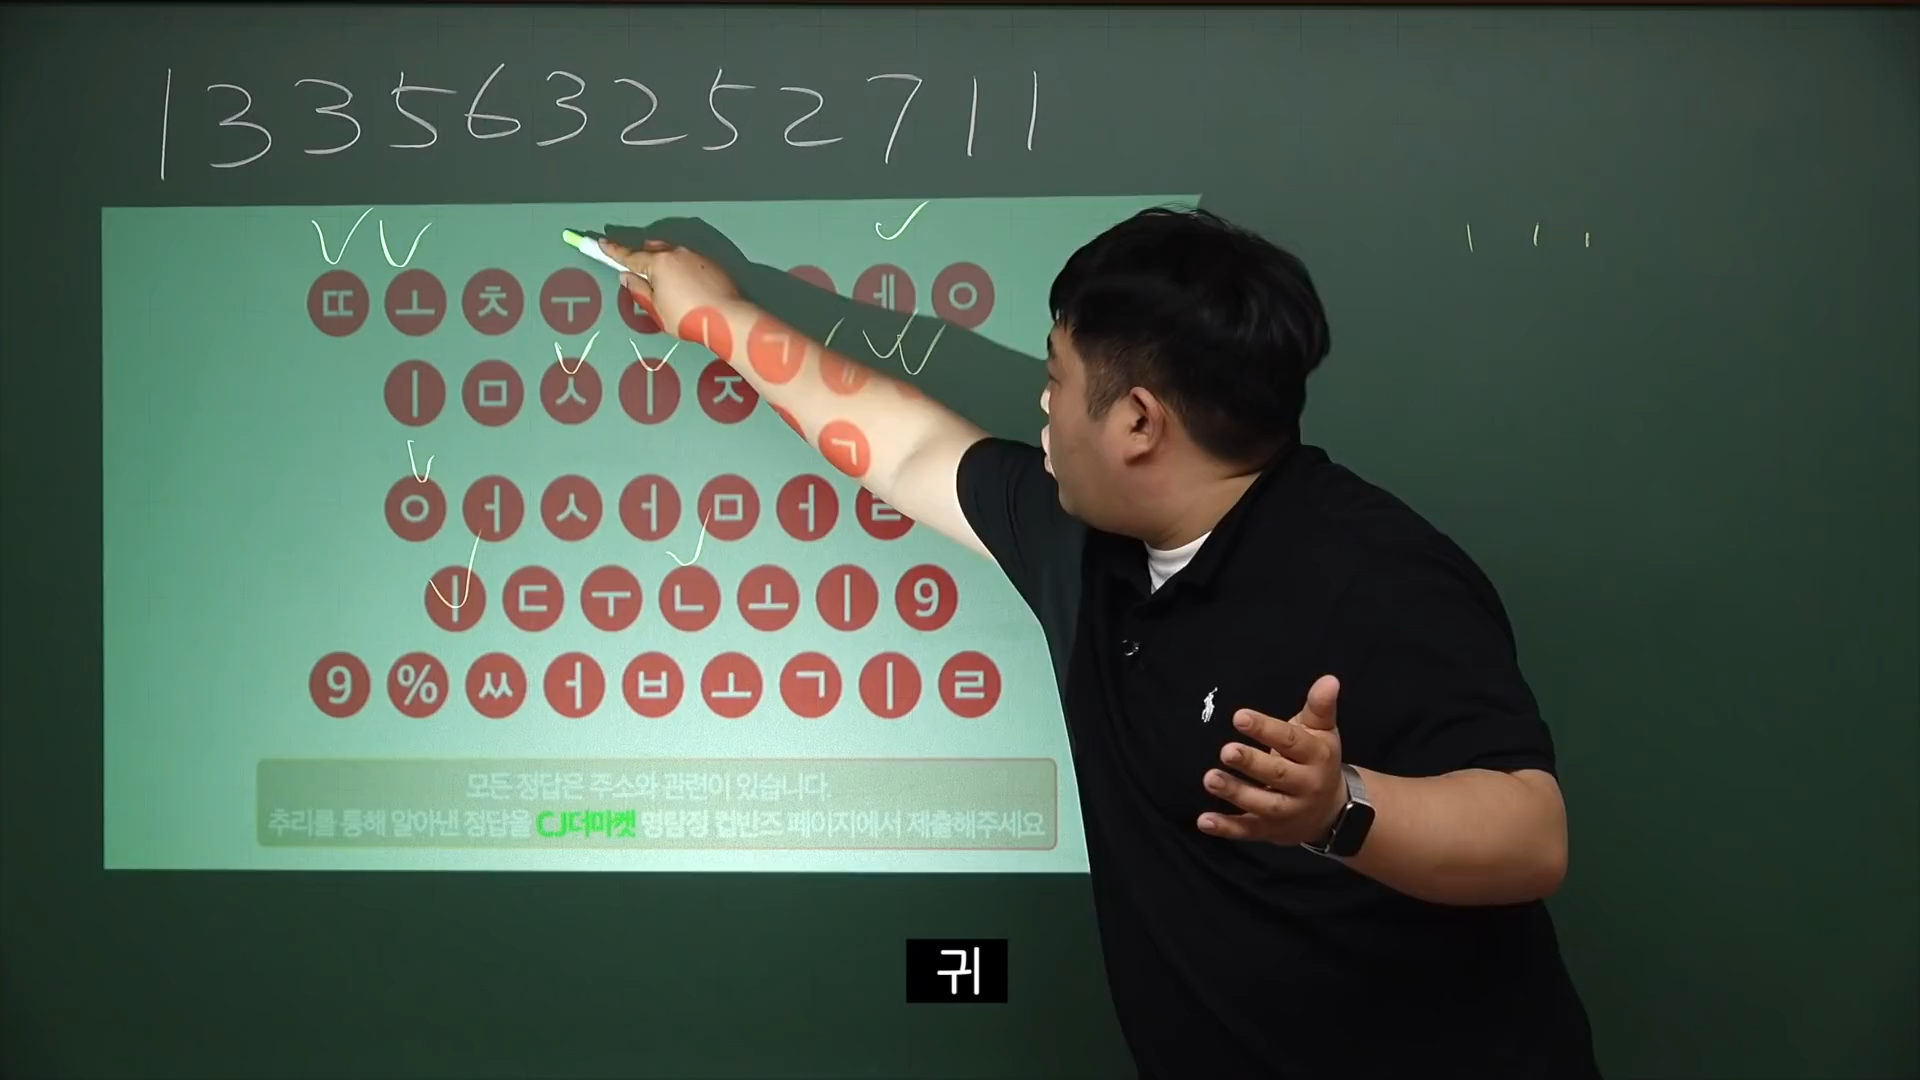 133563252711
ㄸ ㅗ ㅊ ㅜ ㅔ ㅇ
ㅣ ㅁ ㅅ ㅣ ㅈ ㄱ
ㅇ ㅓ ㅅ ㅓ ㅁ ㅓ ㄹ
ㅏ ㄷ ㅜ ㄴ ㅗ ㅣ 9
9 % ㅆ ㅓ ㅂ ㅗ ㄱ ㅣ ㄹ
모든 정답은 주소와 관련이 있습니다.
추리를 통해 알아낸 정답을 CJ더마켓 명탐정 컵반즈 페이지에서 제출해주세요
귀